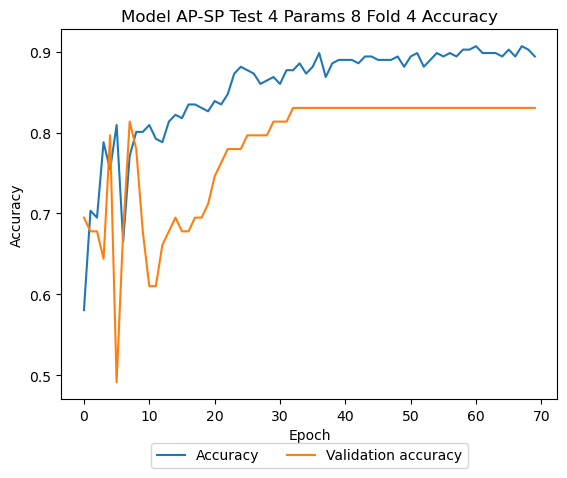 Model AP-SP Test 4 Params 8 Fold 4 Accuracy
Accuracy
0.9
0.8
0.7
0.6
0.5
0 10 20 30 40 50 60 70
Epoch
Accuracy Validation accuracy